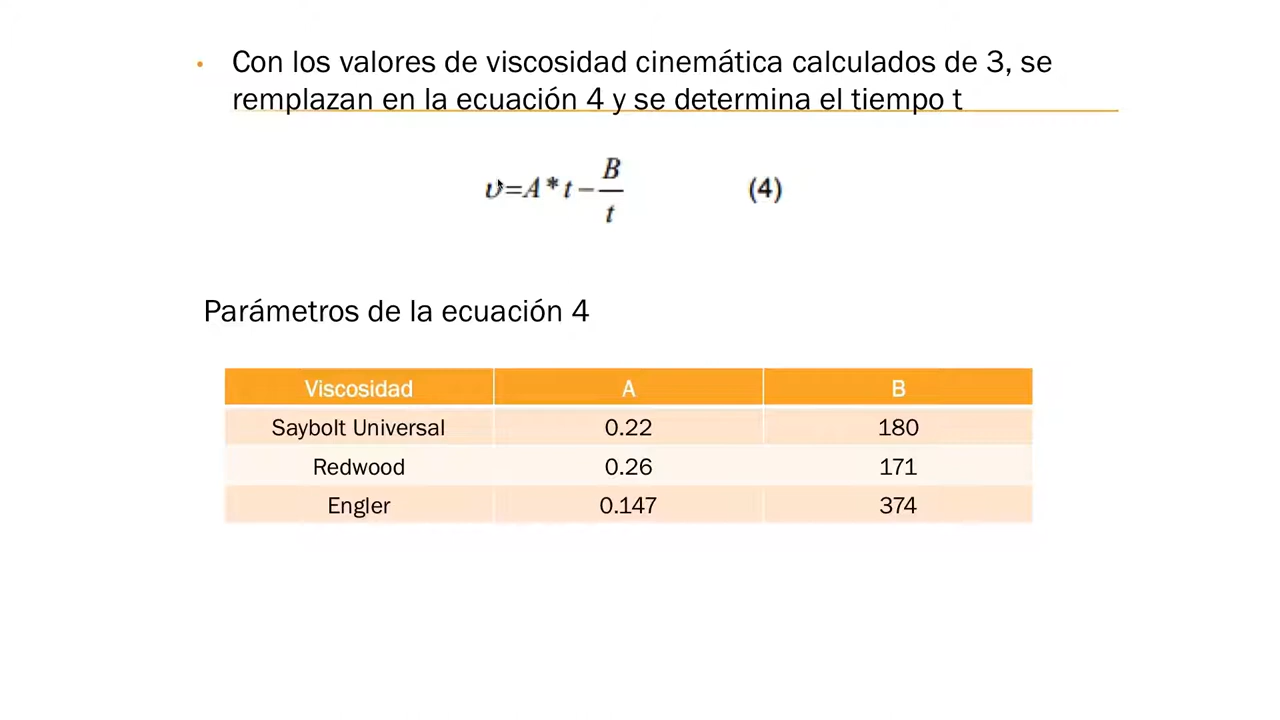 • Con los valores de viscosidad cinemática calculados de 3, se
remplazan en la ecuación 4 y se determina el tiempo t
υ=A*t−B/t (4)
Parámetros de la ecuación 4
Viscosidad A B
Saybolt Universal 0.22 180
Redwood 0.26 171
Engler 0.147 374